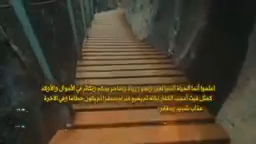 اعلموا أنما الحياة الدنيا لعب ولهو وزينة وتفاخر بينكم وتكاثر في الأموال والأولاد
كمثل غيث أعجب الكفار نباته ثم يهيج فتراه مصفرا ثم يكون حطاما وفي الآخرة
عذاب شديد ومغفرة